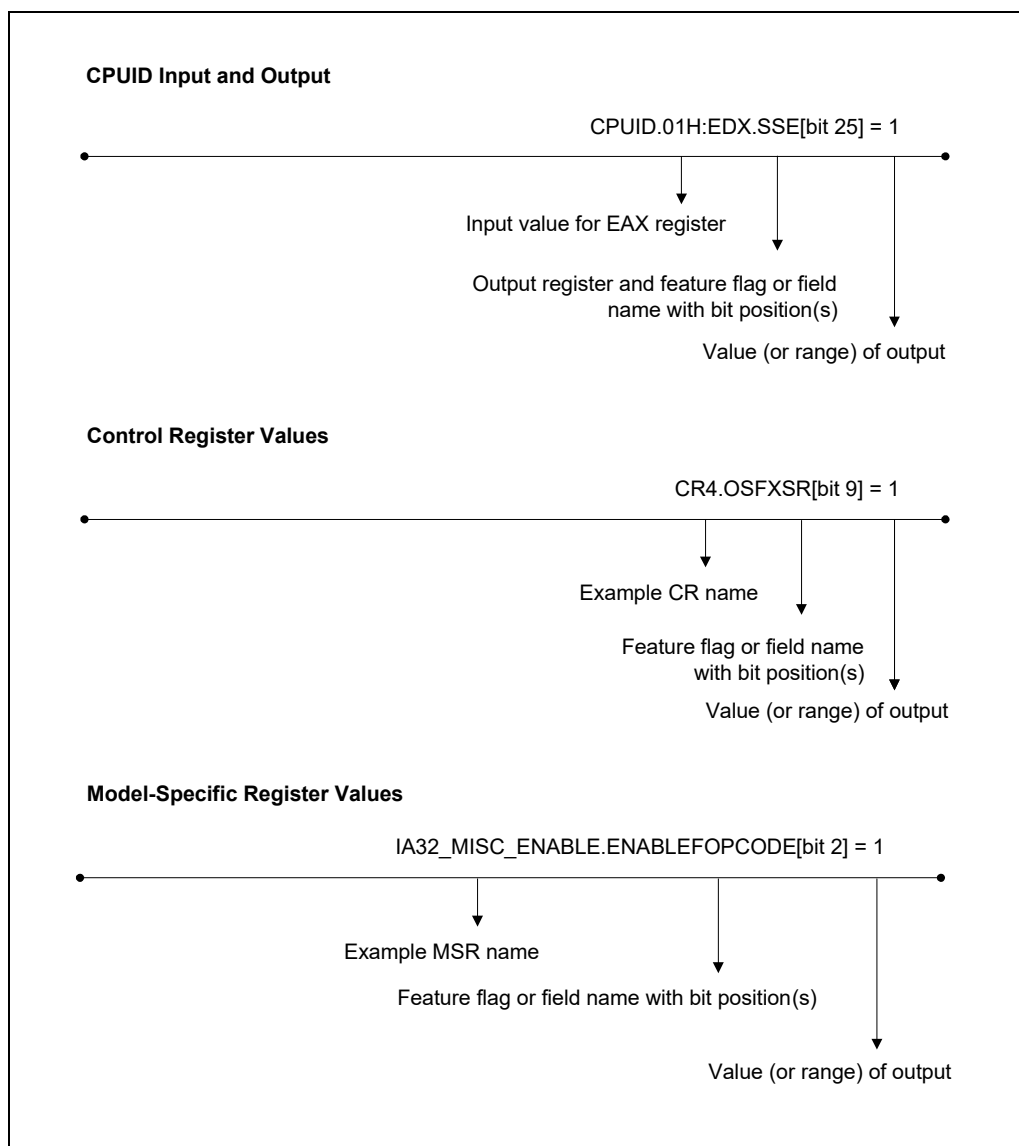 CPUID Input and Output
CPUID.01H:EDX.SSE[bit 25] = 1
Input value for EAX register
Output register and feature flag or field
name with bit position(s)
Value (or range) of output
Control Register Values
CR4.OSFXSR[bit 9] = 1
Example CR name
Feature flag or field name
with bit position(s)
Value (or range) of output
Model-Specific Register Values
IA32_MISC_ENABLE.ENABLEFOPCODE[bit 2] = 1
Example MSR name
Feature flag or field name with bit position(s)
Value (or range) of output